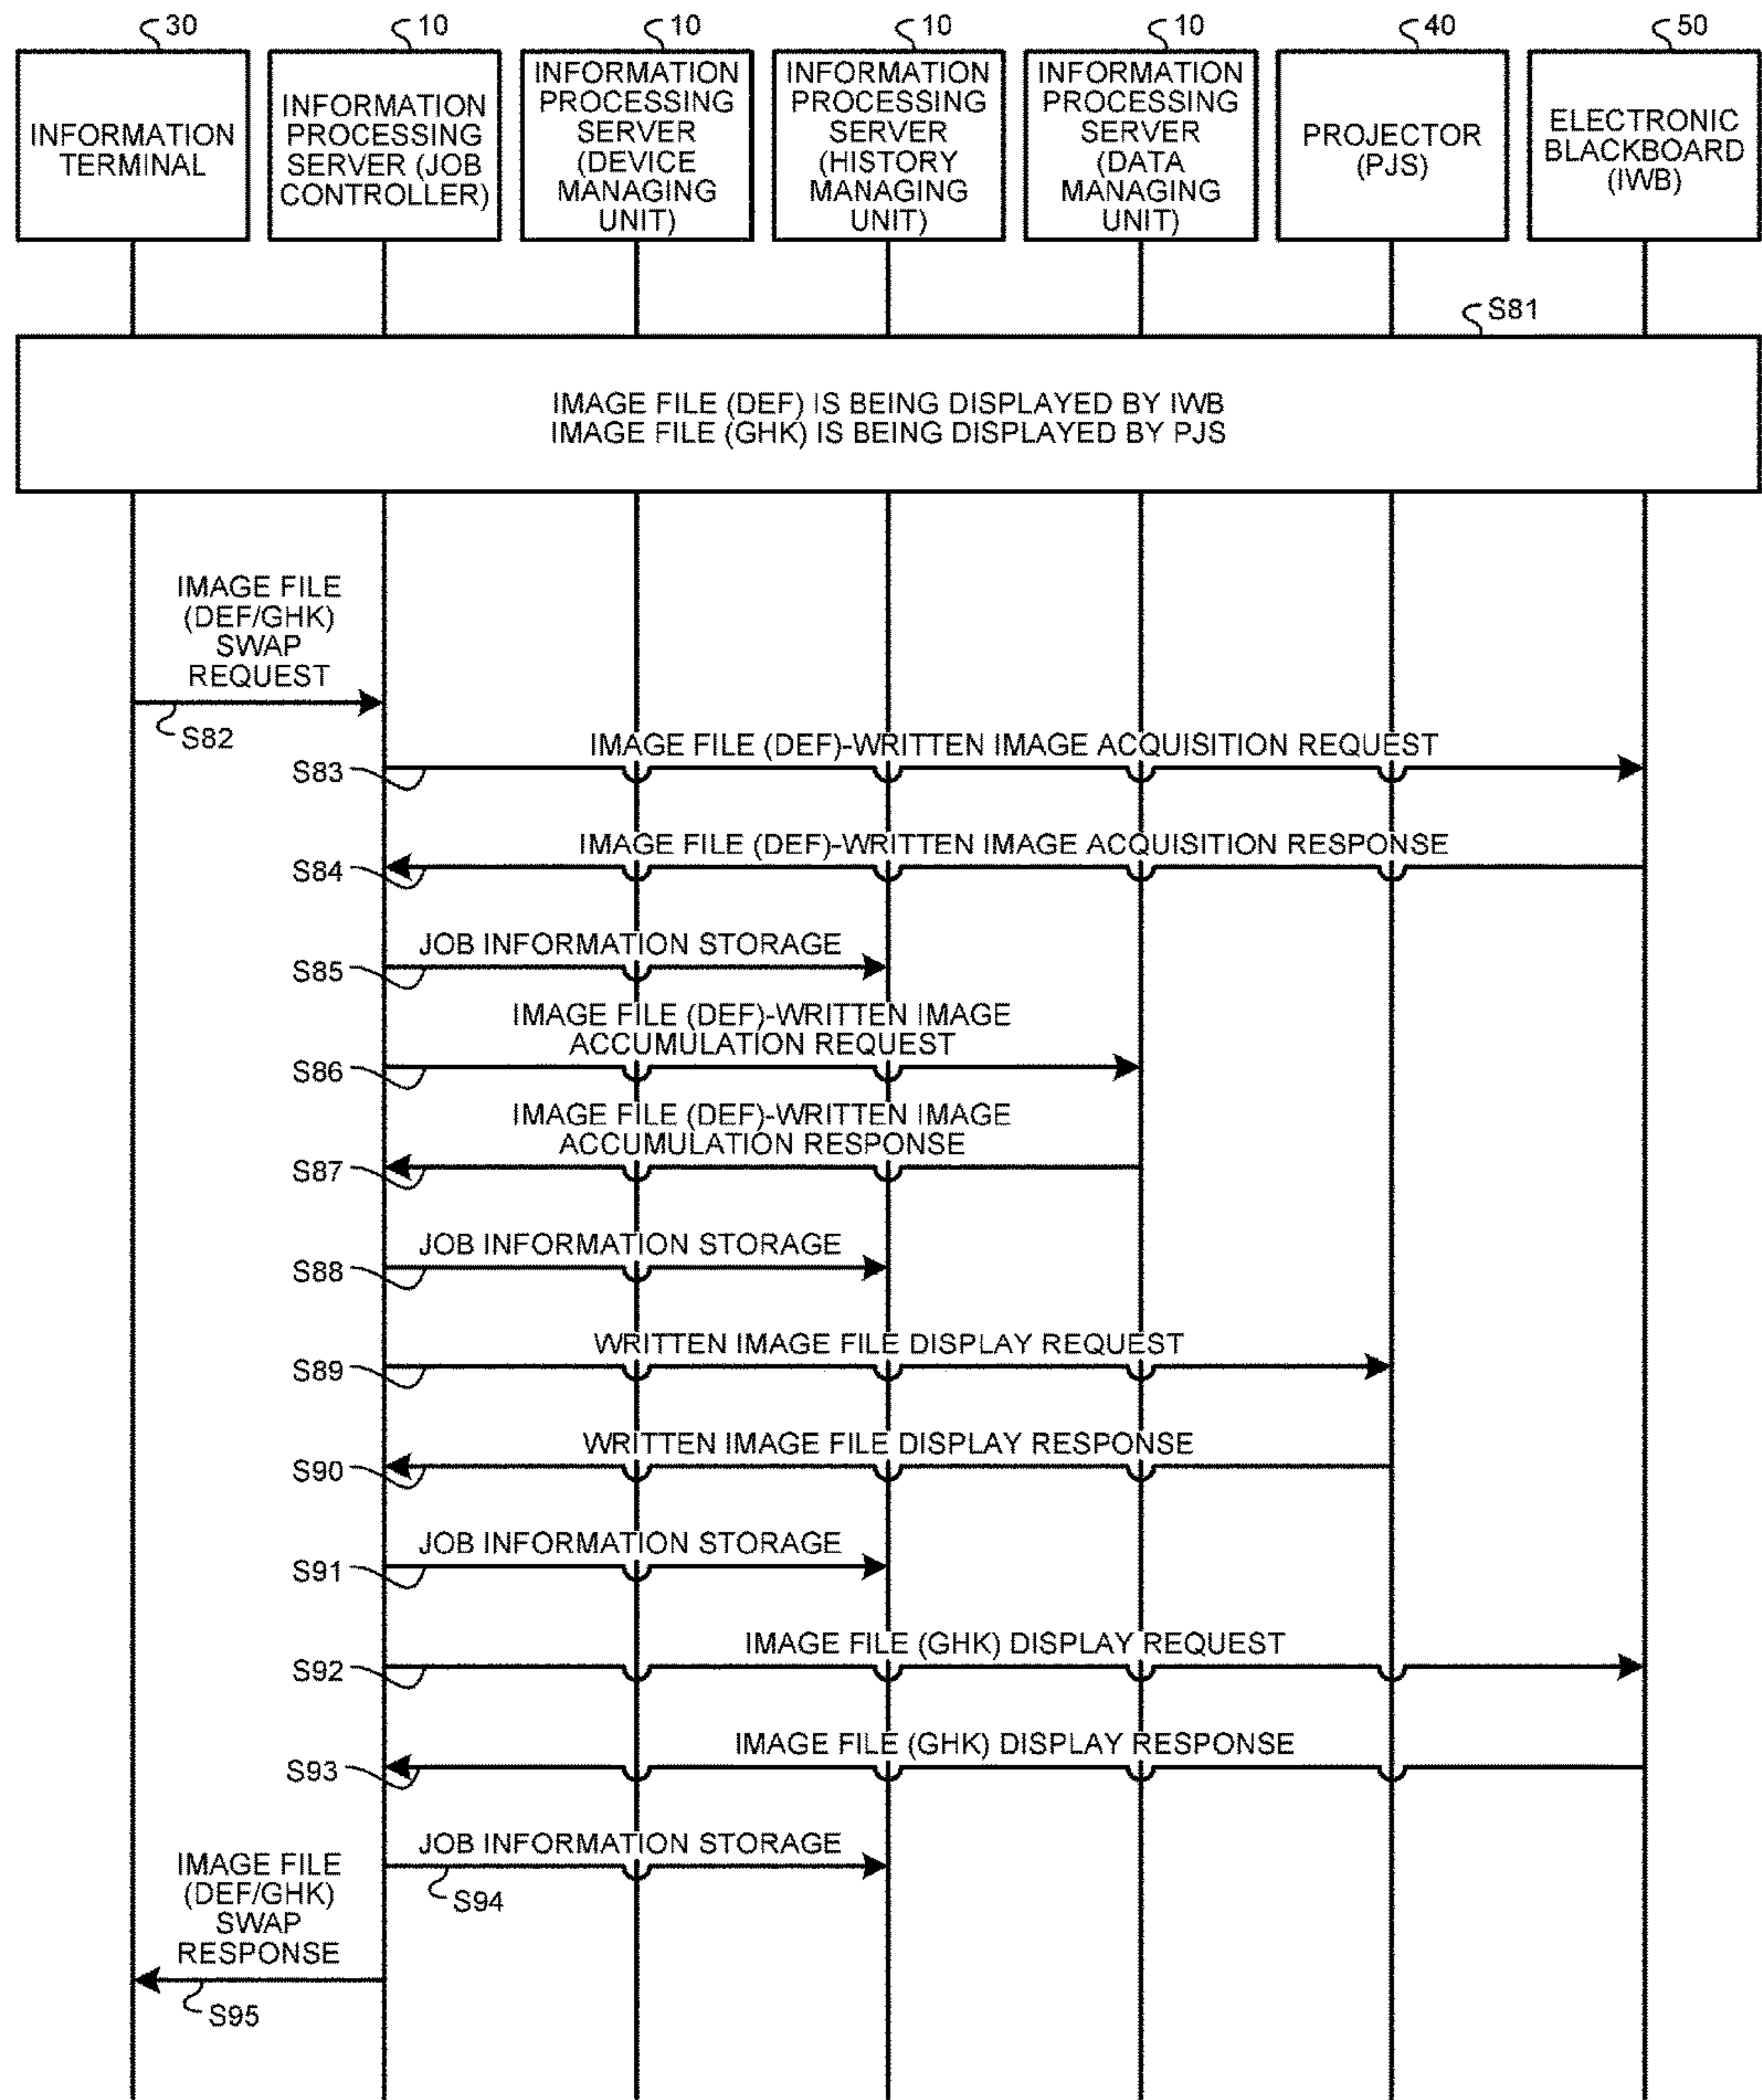 30
10
10
10
10
40
50
INFORMATION
TERMINAL
INFORMATION
PROCESSING
SERVER (JOB
CONTROLLER)
INFORMATION
PROCESSING
SERVER
(DEVICE
MANAGING
UNIT)
INFORMATION
PROCESSING
SERVER
(HISTORY
MANAGING
UNIT)
INFORMATION
PROCESSING
SERVER
(DATA
MANAGING
UNIT)
PROJECTOR
(PJS)
ELECTRONIC
BLACKBOARD
(IWB)
S81
IMAGE FILE (DEF) IS BEING DISPLAYED BY IWB
IMAGE FILE (GHK) IS BEING DISPLAYED BY PJS
IMAGE FILE
(DEF/GHK)
SWAP
REQUEST
S82
IMAGE FILE (DEF)-WRITTEN IMAGE ACQUISITION REQUEST
S83
IMAGE FILE (DEF)-WRITTEN IMAGE ACQUISITION RESPONSE
S84
JOB INFORMATION STORAGE
S85
IMAGE FILE (DEF)-WRITTEN IMAGE
ACCUMULATION REQUEST
S86
IMAGE FILE (DEF)-WRITTEN IMAGE
ACCUMULATION RESPONSE
S87
JOB INFORMATION STORAGE
S88
WRITTEN IMAGE FILE DISPLAY REQUEST
S89
WRITTEN IMAGE FILE DISPLAY RESPONSE
S90
JOB INFORMATION STORAGE
S91
IMAGE FILE (GHK) DISPLAY REQUEST
S92
IMAGE FILE (GHK) DISPLAY RESPONSE
S93
JOB INFORMATION STORAGE
S94
IMAGE FILE
(DEF/GHK)
SWAP
RESPONSE
S95